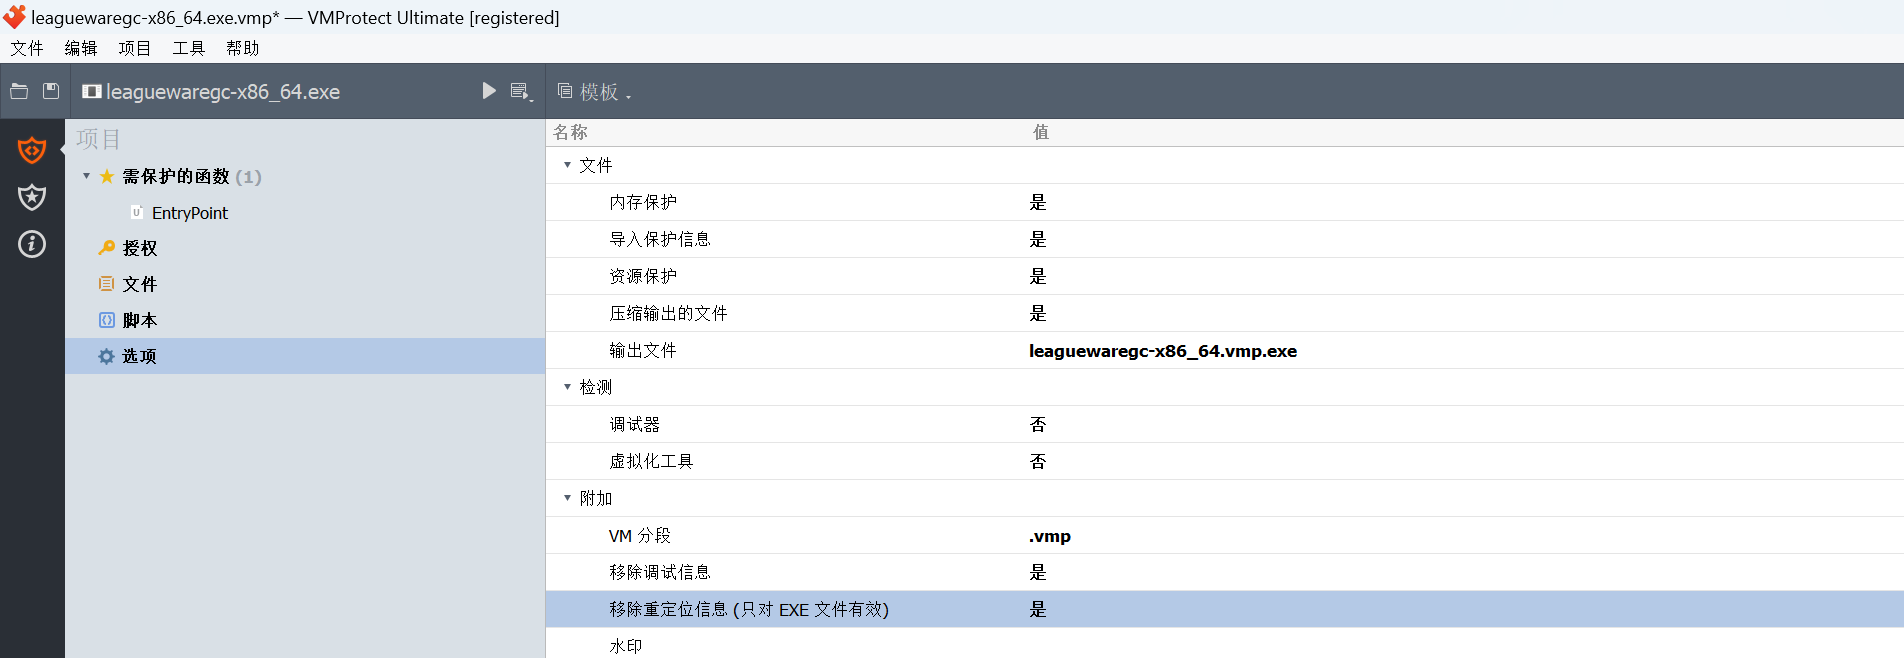 leaguewaregc-x86_64.exe.vmp* — VMProtect Ultimate [registered]
文件 编辑 项目 工具 帮助
leaguewaregc-x86_64.exe
模板
项目
需保护的函数 (1)
EntryPoint
授权
文件
脚本
选项
名称 值
文件
内存保护 是
导入保护信息 是
资源保护 是
压缩输出的文件 是
输出文件 leaguewaregc-x86_64.vmp.exe
检测
调试器 否
虚拟化工具 否
附加
VM 分段 .vmp
移除调试信息 是
移除重定位信息 (只对 EXE 文件有效) 是
水印